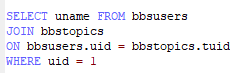 SELECT uname FROM bbsusers
JOIN bbstopics
ON bbsusers.uid = bbstopics.tuid
WHERE uid = 1